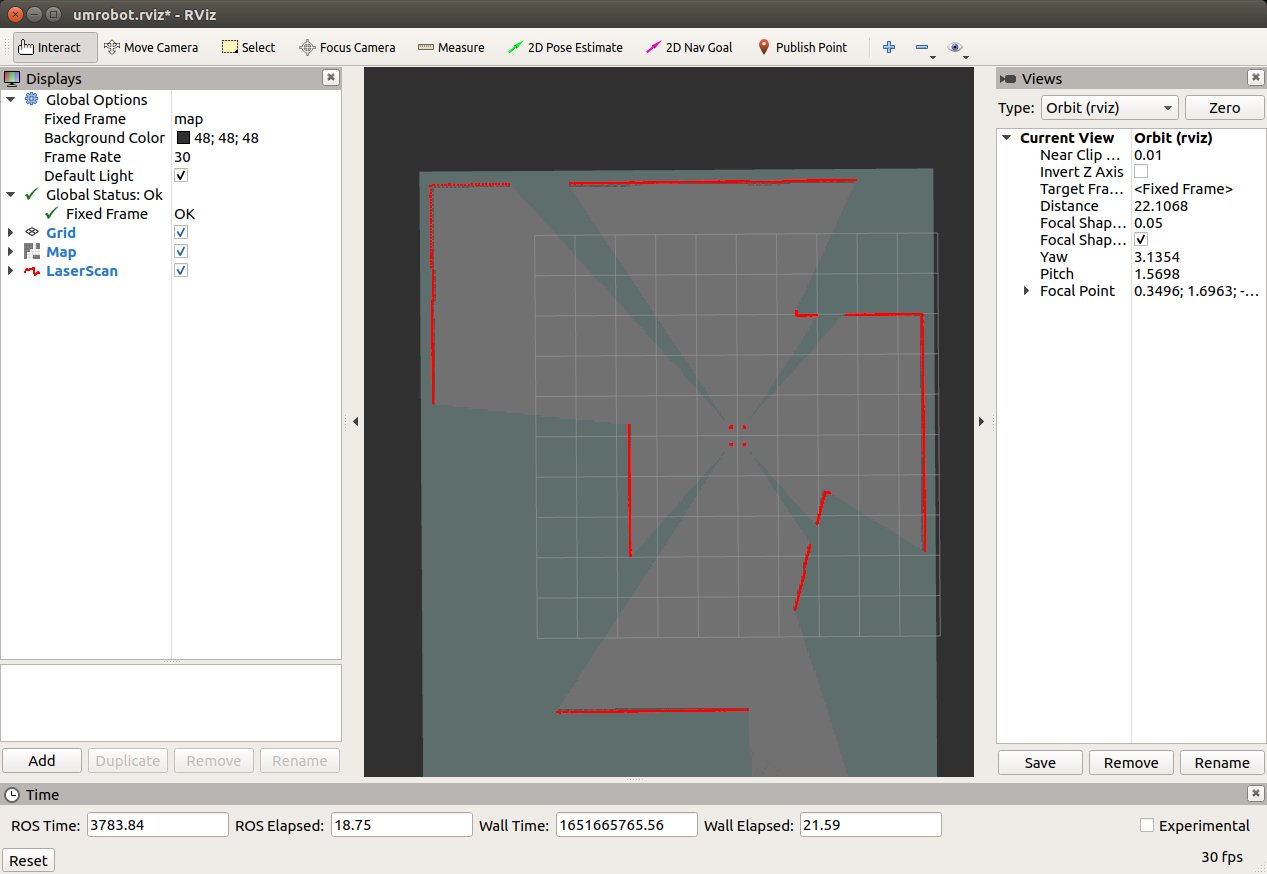 umrobot.rviz* - RViz
Interact Move Camera Select Focus Camera Measure 2D Pose Estimate 2D Nav Goal Publish Point
Displays
Global Options
Fixed Frame map
Background Color 48; 48; 48
Frame Rate 30
Default Light
Global Status: Ok
Fixed Frame OK
Grid
Map
LaserScan
Add Duplicate Remove Rename
Views
Type: Orbit (rviz) Zero
Current View Orbit (rviz)
Near Clip ... 0.01
Invert Z Axis
Target Fra... <Fixed Frame>
Distance 22.1068
Focal Shap... 0.05
Focal Shap...
Yaw 3.1354
Pitch 1.5698
Focal Point 0.3496; 1.6963; -...
Save Remove Rename
Time
ROS Time: 3783.84 ROS Elapsed: 18.75 Wall Time: 1651665765.56 Wall Elapsed: 21.59 Experimental
Reset 30 fps